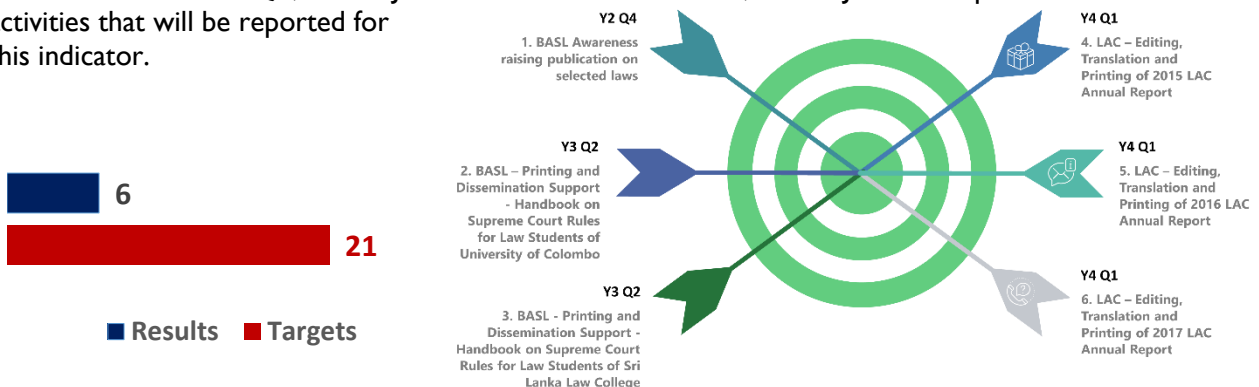 activities that will be reported for
this indicator.
6
21
Results Targets
Y2 Q4
1. BASL Awareness
raising publication on
selected laws
Y3 Q2
2. BASL – Printing and
Dissemination Support
- Handbook on
Supreme Court Rules
for Law Students of
University of Colombo
Y3 Q2
3. BASL - Printing and
Dissemination Support -
Handbook on Supreme Court
Rules for Law Students of Sri
Lanka Law College
Y4 Q1
4. LAC – Editing,
Translation and
Printing of 2015 LAC
Annual Report
Y4 Q1
5. LAC – Editing,
Translation and
Printing of 2016 LAC
Annual Report
Y4 Q1
6. LAC – Editing,
Translation and
Printing of 2017 LAC
Annual Report